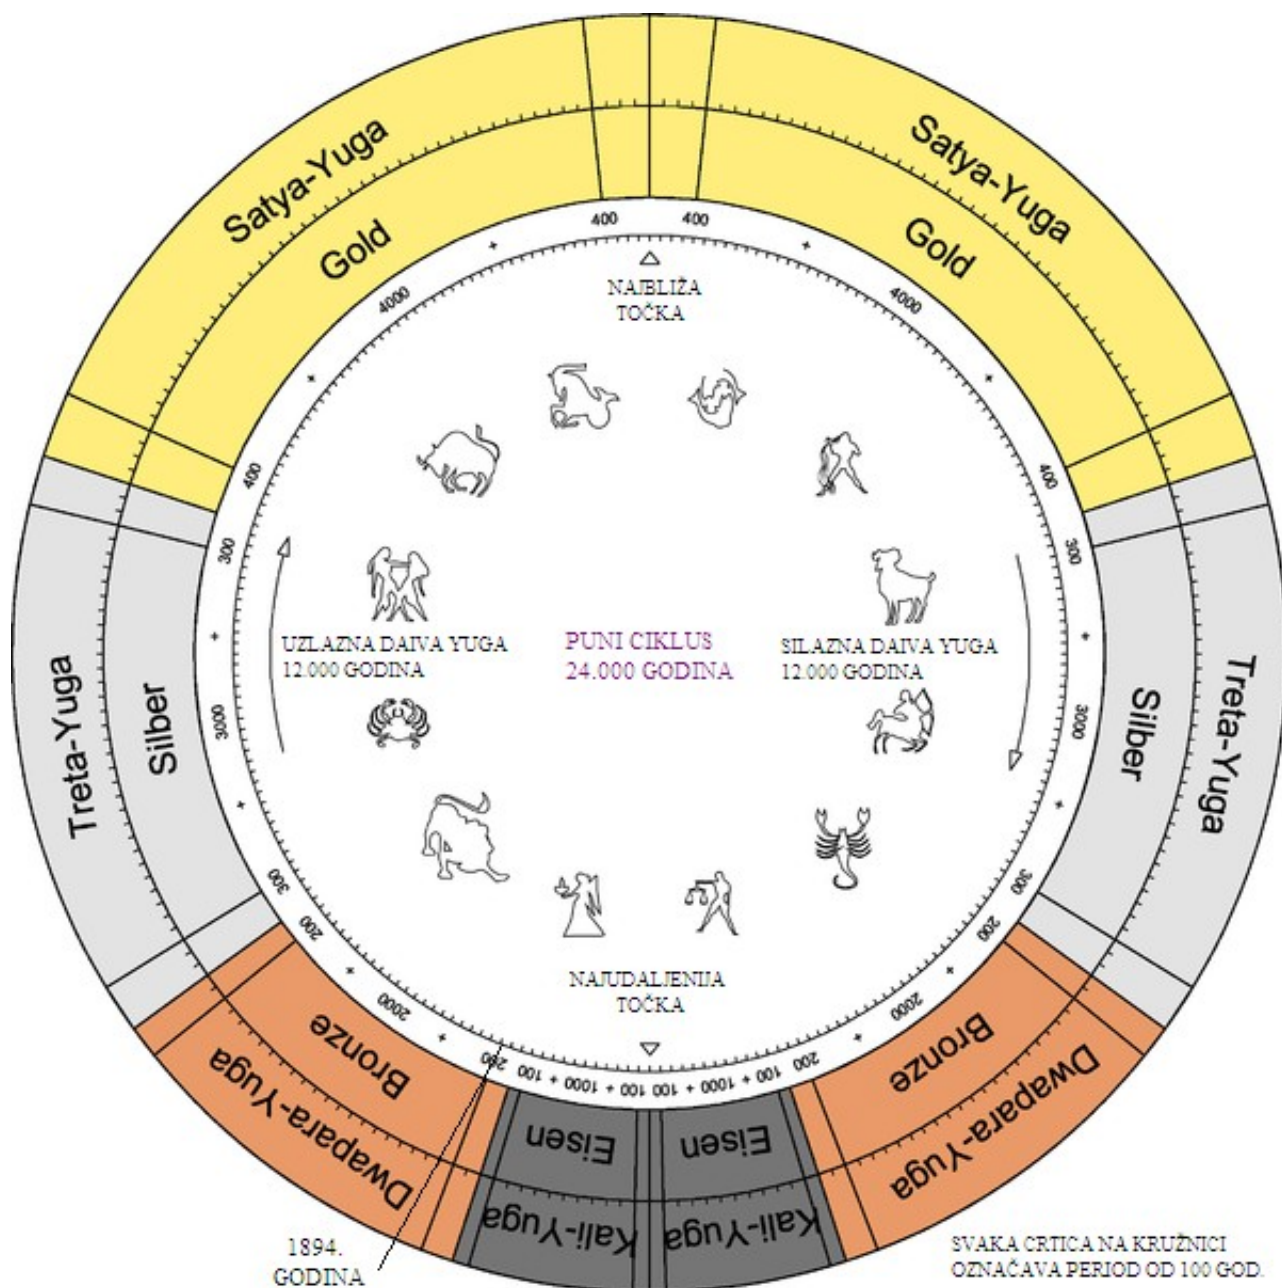 Satya-Yuga
Gold
400
400
Satya-Yuga
Gold
+
4000
+
400
+
4000
+
400
NAJBLIŽA
TOČKA
300
+
3000
+
300
Treta-Yuga
Silber
300
+
3000
+
300
Treta-Yuga
Silber
UZLAZNA DAIVA YUGA
12.000 GODINA
PUNI CIKLUS
24.000 GODINA
SILAZNA DAIVA YUGA
12.000 GODINA
NAJUDALJENIJA
TOČKA
200
+
2000
+
200
Bronze
Dwapara-Yuga
200
+
2000
+
200
Bronze
Dwapara-Yuga
100 + 1000 + 100
100 + 1000 + 100
Eisen
Kali-Yuga
Eisen
Kali-Yuga
1894.
GODINA
SVAKA CRTICA NA KRUŽNICI
OZNAČAVA PERIOD OD 100 GOD.